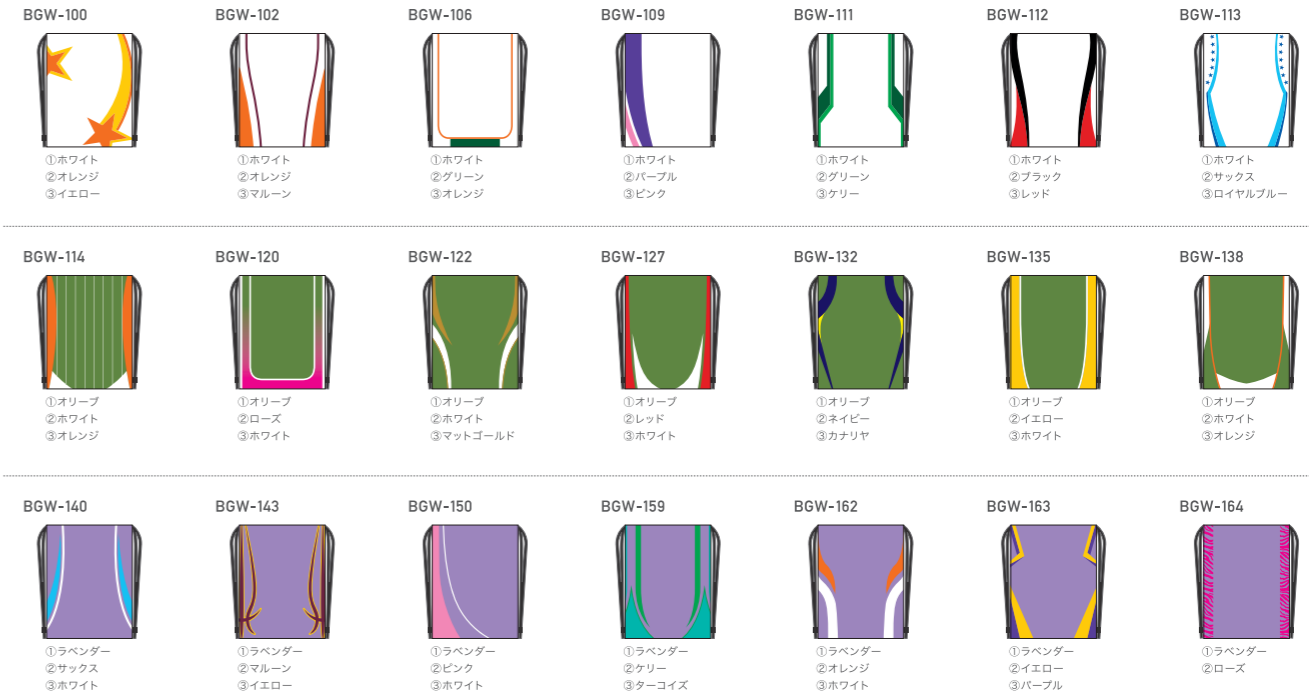 BGW-100
①ホワイト
②オレンジ
③イエロー
BGW-102
①ホワイト
②オレンジ
③マルーン
BGW-106
①ホワイト
②グリーン
③オレンジ
BGW-109
①ホワイト
②パープル
③ピンク
BGW-111
①ホワイト
②グリーン
③ケリー
BGW-112
①ホワイト
②ブラック
③レッド
BGW-113
①ホワイト
②サックス
③ロイヤルブルー
BGW-114
①オリーブ
②ホワイト
③オレンジ
BGW-120
①オリーブ
②ローズ
③ホワイト
BGW-122
①オリーブ
②ホワイト
③マットゴールド
BGW-127
①オリーブ
②レッド
③ホワイト
BGW-132
①オリーブ
②ネイビー
③カナリヤ
BGW-135
①オリーブ
②イエロー
③ホワイト
BGW-138
①オリーブ
②ホワイト
③オレンジ
BGW-140
①ラベンダー
②サックス
③ホワイト
BGW-143
①ラベンダー
②マルーン
③イエロー
BGW-150
①ラベンダー
②ピンク
③ホワイト
BGW-159
①ラベンダー
②ケリー
③ターコイズ
BGW-162
①ラベンダー
②オレンジ
③ホワイト
BGW-163
①ラベンダー
②イエロー
③パープル
BGW-164
①ラベンダー
②ローズ